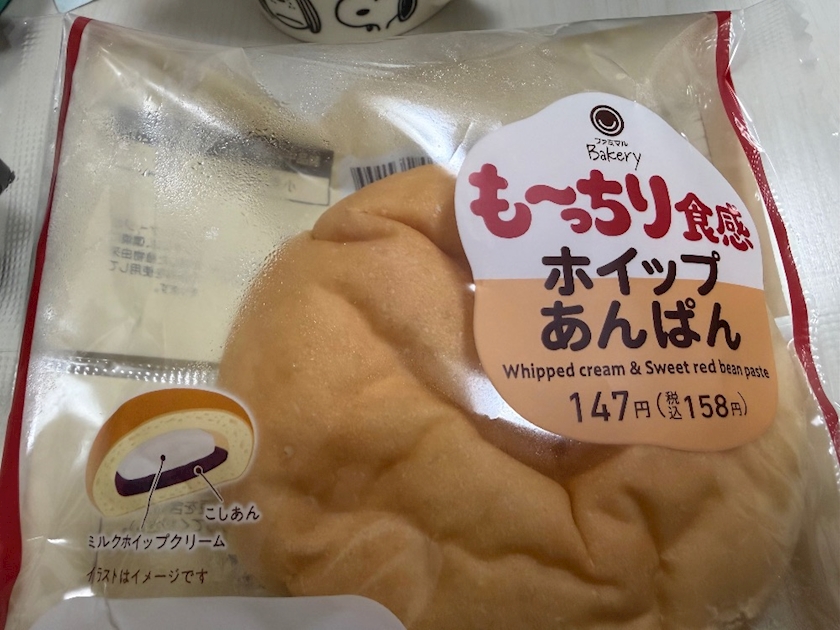 ファミマル
Bakery
も〜っちり食感
ホイップ
あんぱん
Whipped cream & Sweet red bean paste
147円(税込158円)
こしあん
ミルクホイップクリーム
イラストはイメージです